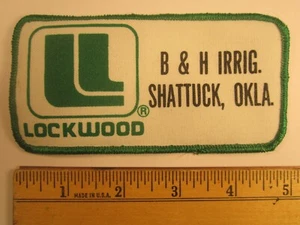 B & H IRRIG.
SHATTUCK, OKLA.
LOCKWOOD ®
1 MADE IN U.S.A. 2 3 4 5